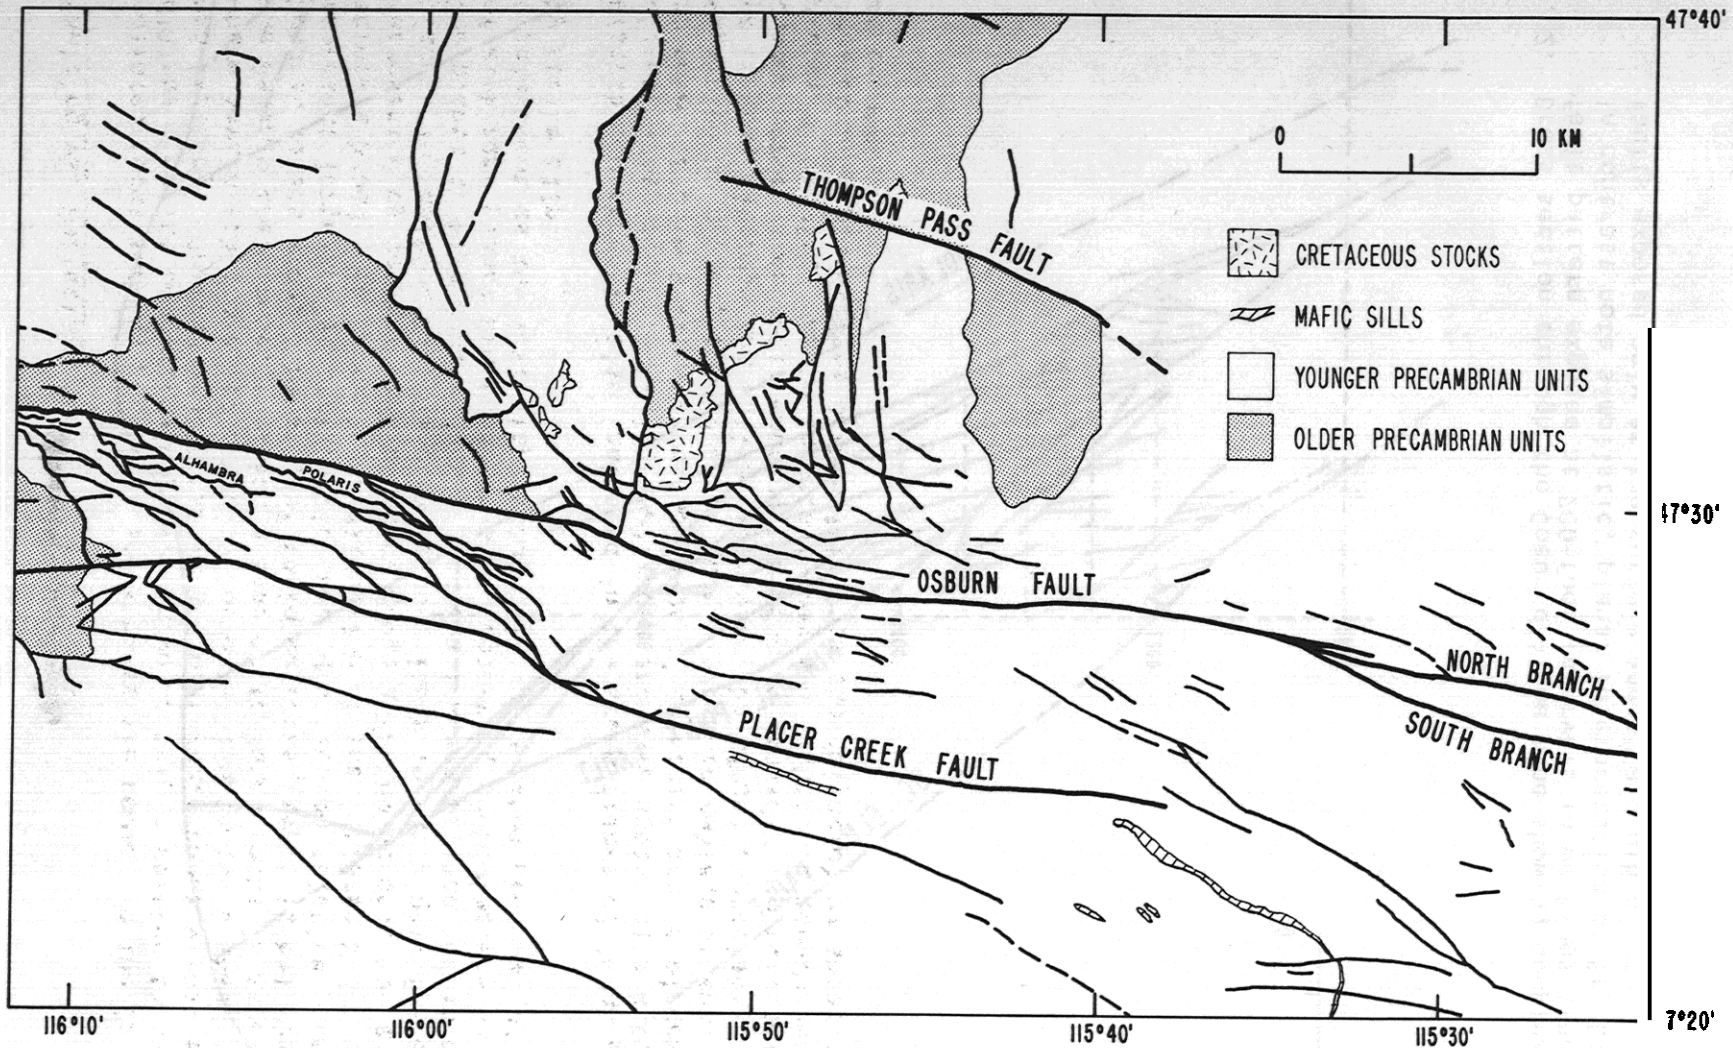 47°40'
0 10 KM
THOMPSON PASS FAULT
CRETACEOUS STOCKS
MAFIC SILLS
YOUNGER PRECAMBRIAN UNITS
OLDER PRECAMBRIAN UNITS
ALHAMBRA
POLARIS
47°30'
OSBURN FAULT
NORTH BRANCH
SOUTH BRANCH
PLACER CREEK FAULT
7°20'
116°10'
116°00'
115°50'
115°40'
115°30'